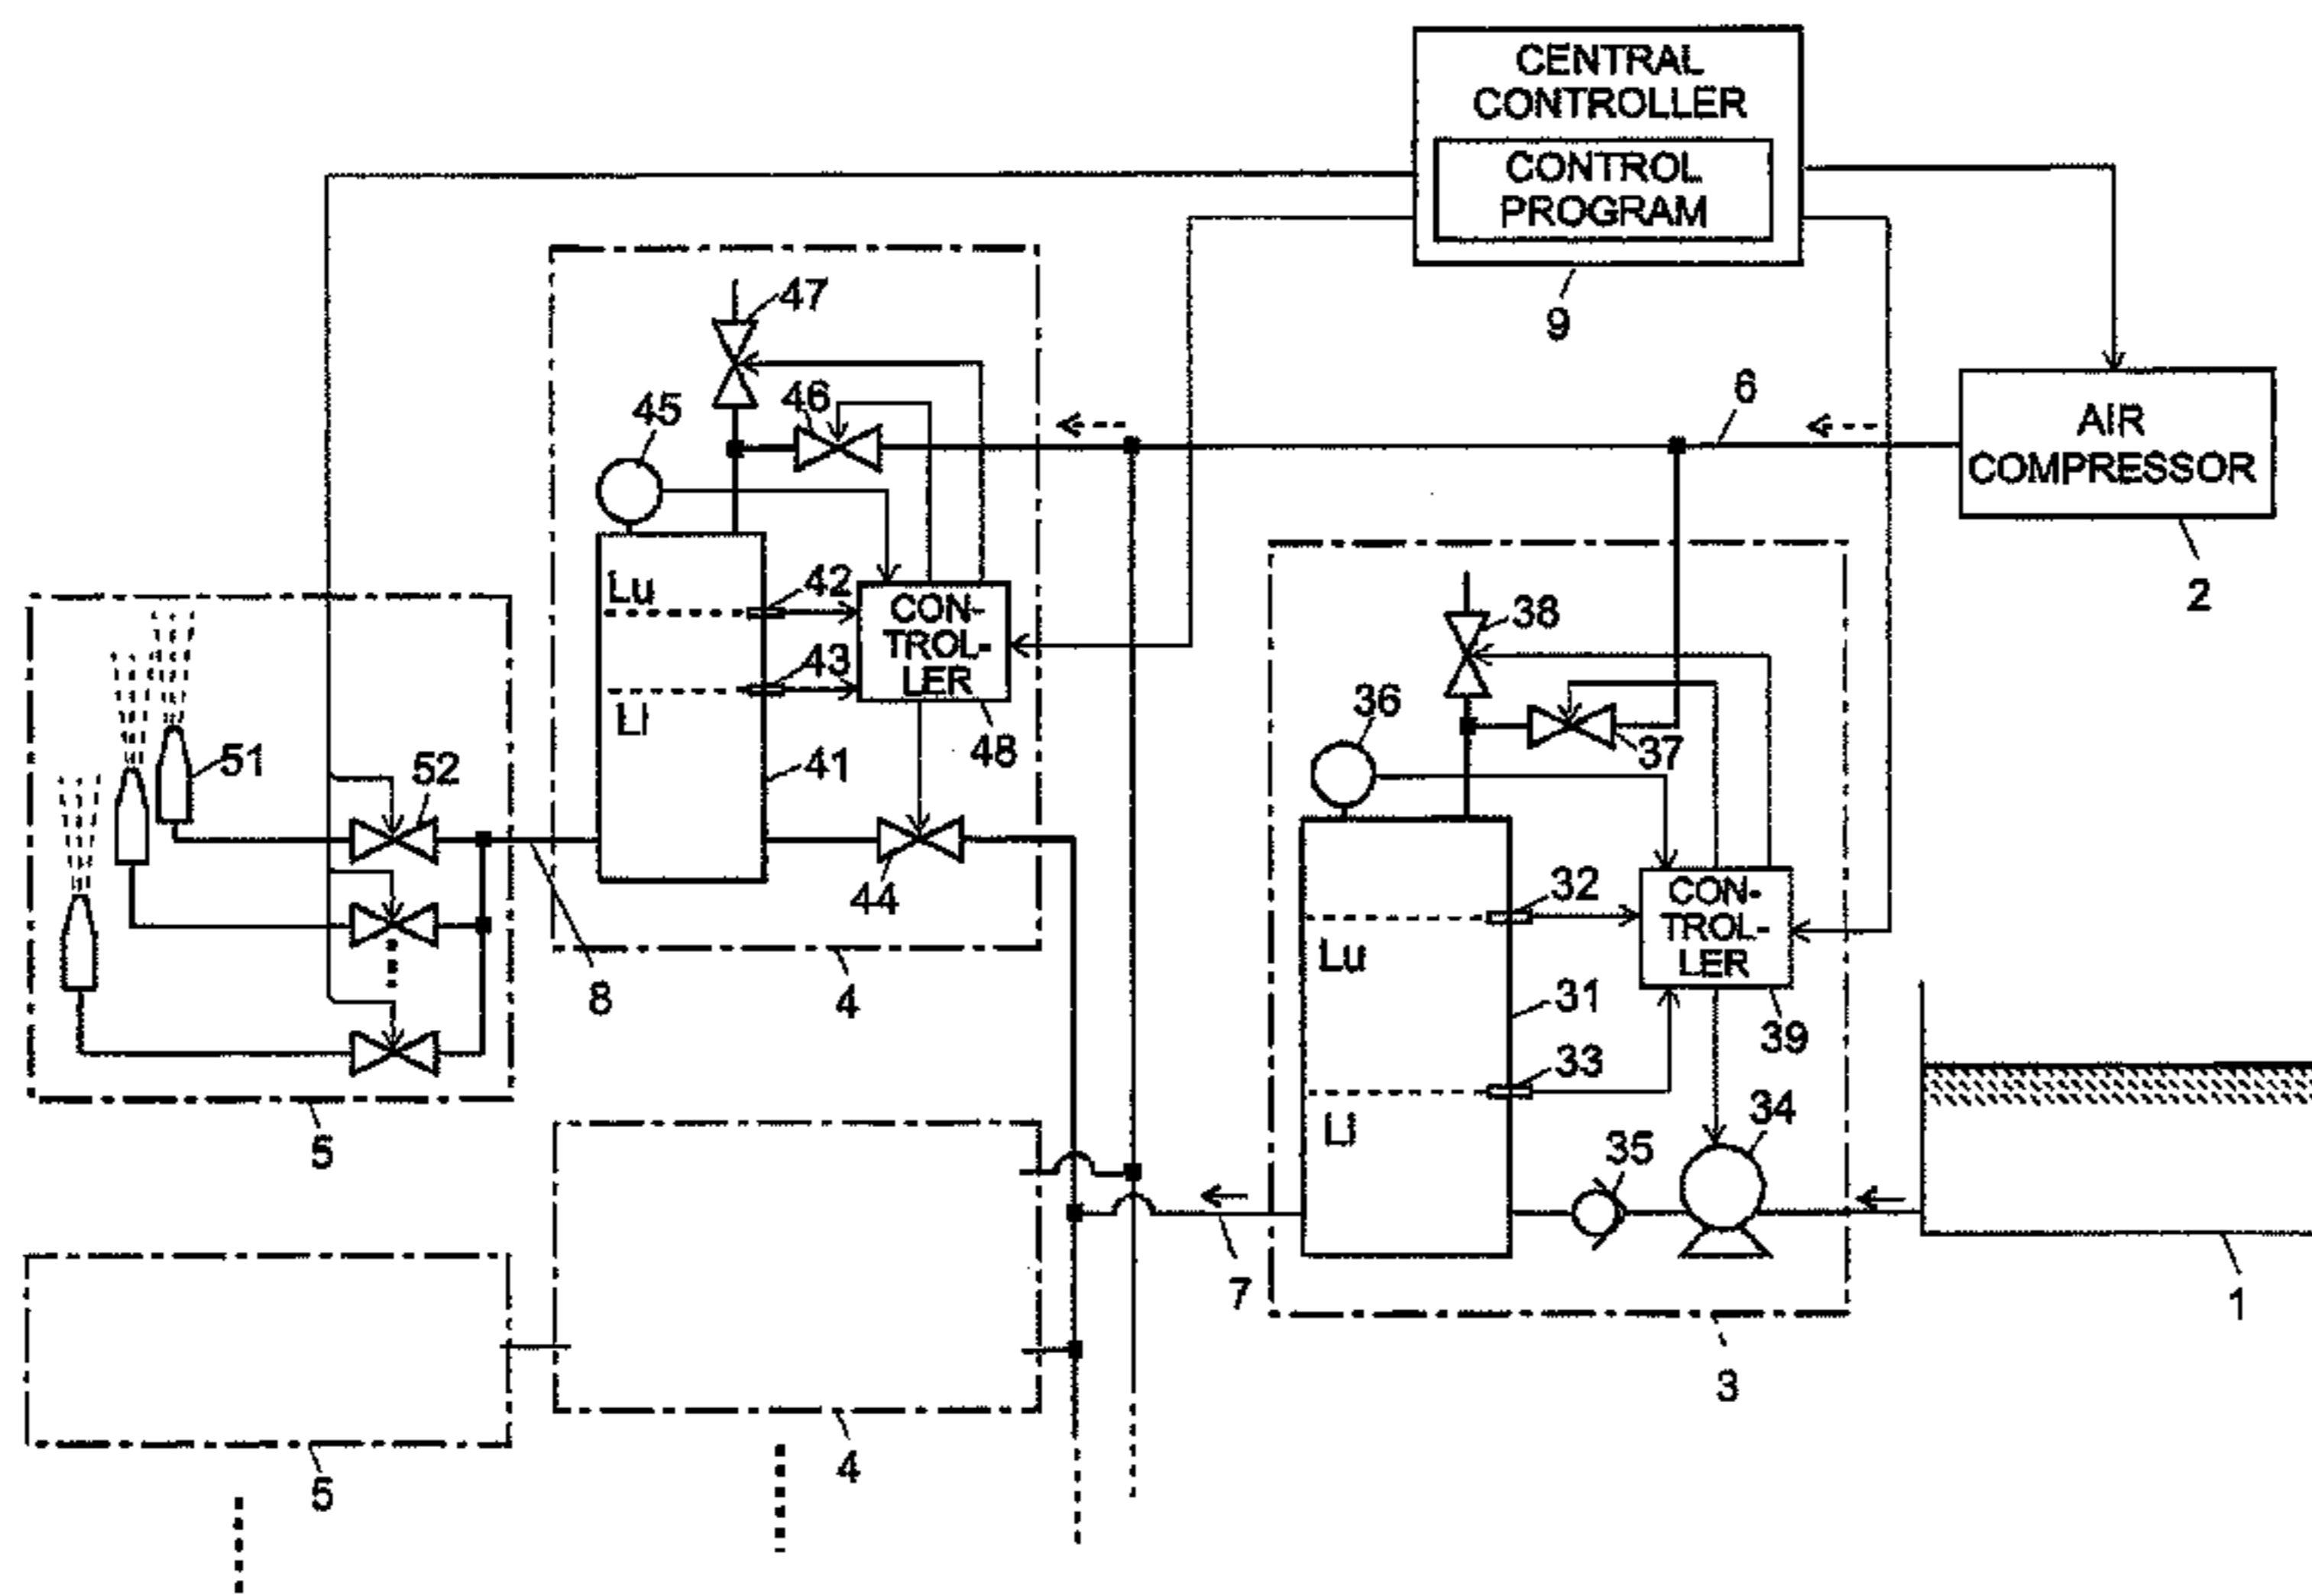 CENTRAL
CONTROLLER
CONTROL
PROGRAM
9
47
46
45
6
AIR
COMPRESSOR
2
Lu
42
CON-
TROL-
LER
43
Ll
48
41
44
38
36
37
51
52
8
4
32
CON-
TROL-
LER
Lu
31
39
33
Ll
34
35
5
7
1
3
4
5